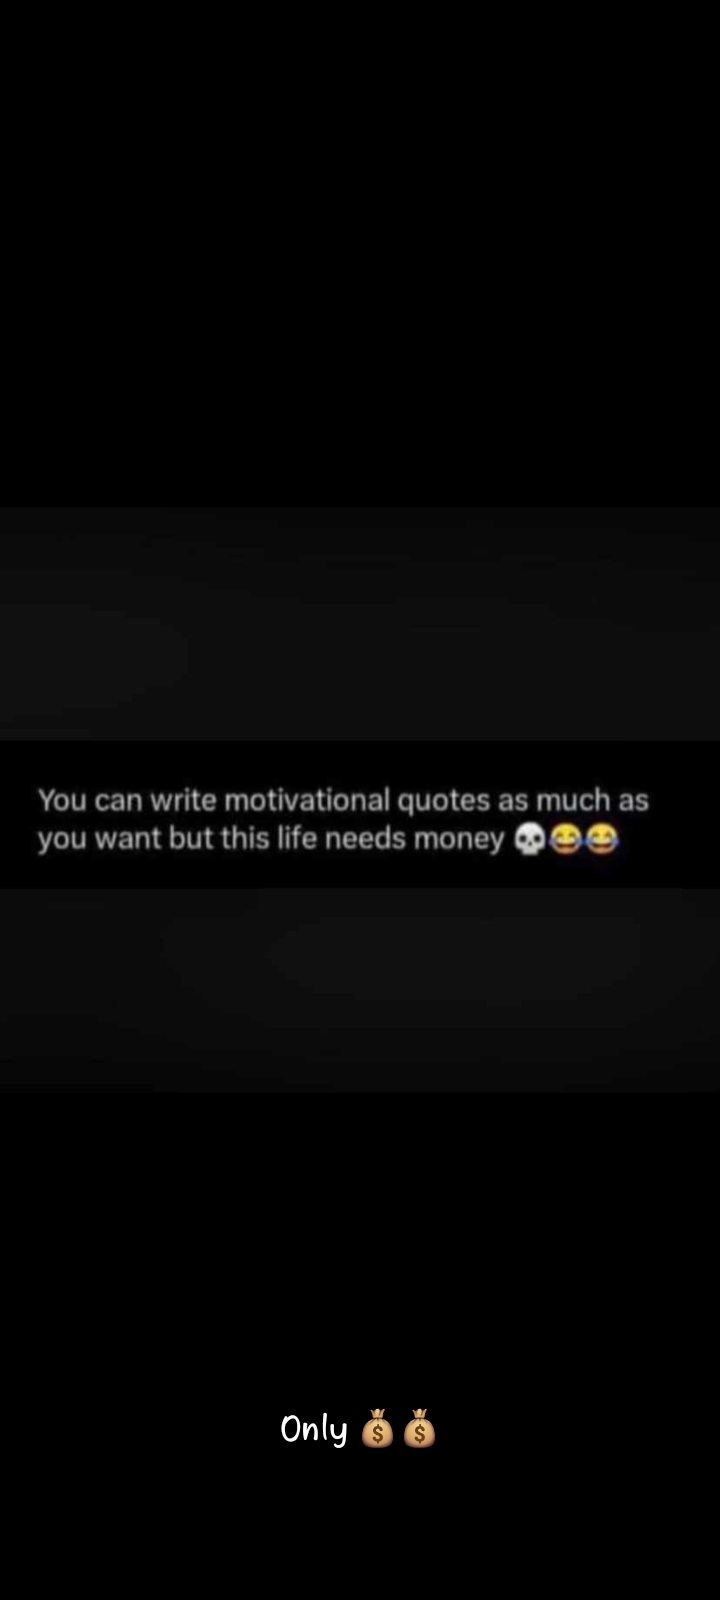 You can write motivational quotes as much as
you want but this life needs money 💀😂😂
Only 💰💰